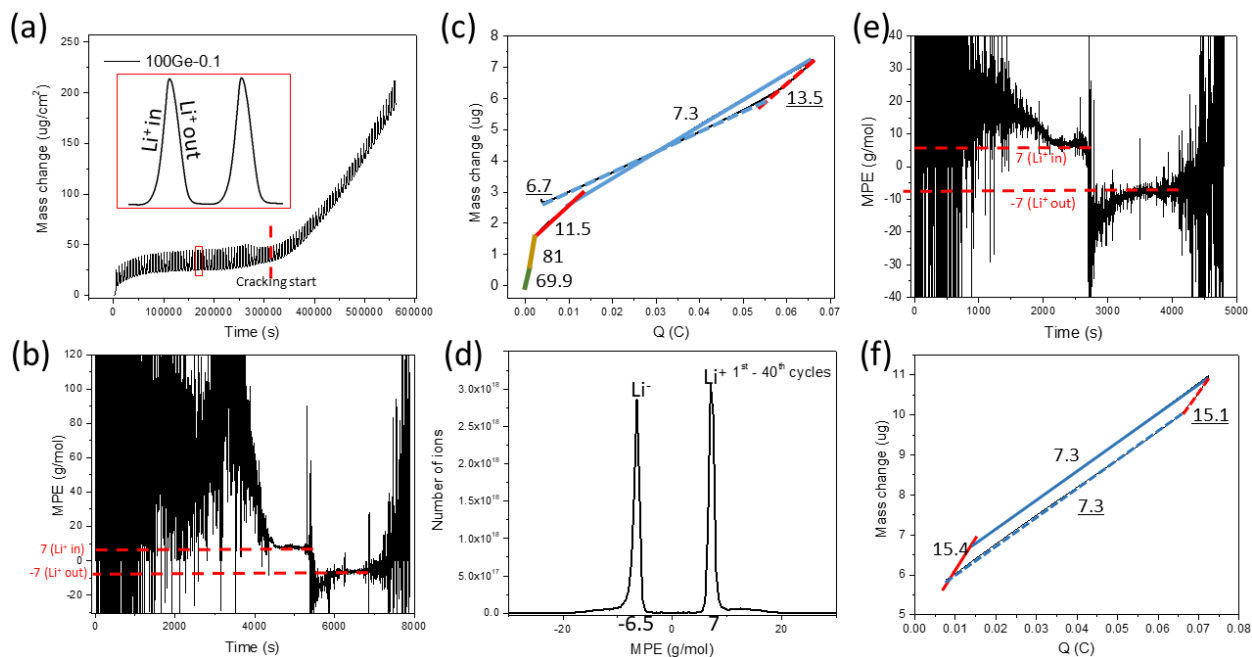 (a)
250
200
150
100
50
0
Mass change (ug/cm²)
100Ge-0.1
Li⁺ in
Li⁺ out
Cracking start
0 100000 200000 300000 400000 500000 600000
Time (s)
(c)
8
7
6
5
4
3
2
1
0
Mass change (ug)
7.3
13.5
6.7
11.5
81
69.9
0.00 0.01 0.02 0.03 0.04 0.05 0.06 0.07
Q (C)
(e)
40
30
20
10
0
-10
-20
-30
-40
MPE (g/mol)
7 (Li⁺ in)
-7 (Li⁺ out)
0 1000 2000 3000 4000 5000
Time (s)
(b)
120
100
80
60
40
20
0
-20
MPE (g/mol)
7 (Li⁺ in)
-7 (Li⁺ out)
0 2000 4000 6000 8000
Time (s)
(d)
3.0x10¹⁸
2.5x10¹⁸
2.0x10¹⁸
1.5x10¹⁸
1.0x10¹⁸
5.0x10¹⁷
0.0
Number of ions
Li⁻
Li⁺ 1ˢᵗ - 40ᵗʰ cycles
-6.5 7
-20 0 20
MPE (g/mol)
(f)
11
10
9
8
7
6
5
Mass change (ug)
15.1
7.3
7.3
15.4
0.00 0.01 0.02 0.03 0.04 0.05 0.06 0.07 0.08
Q (C)